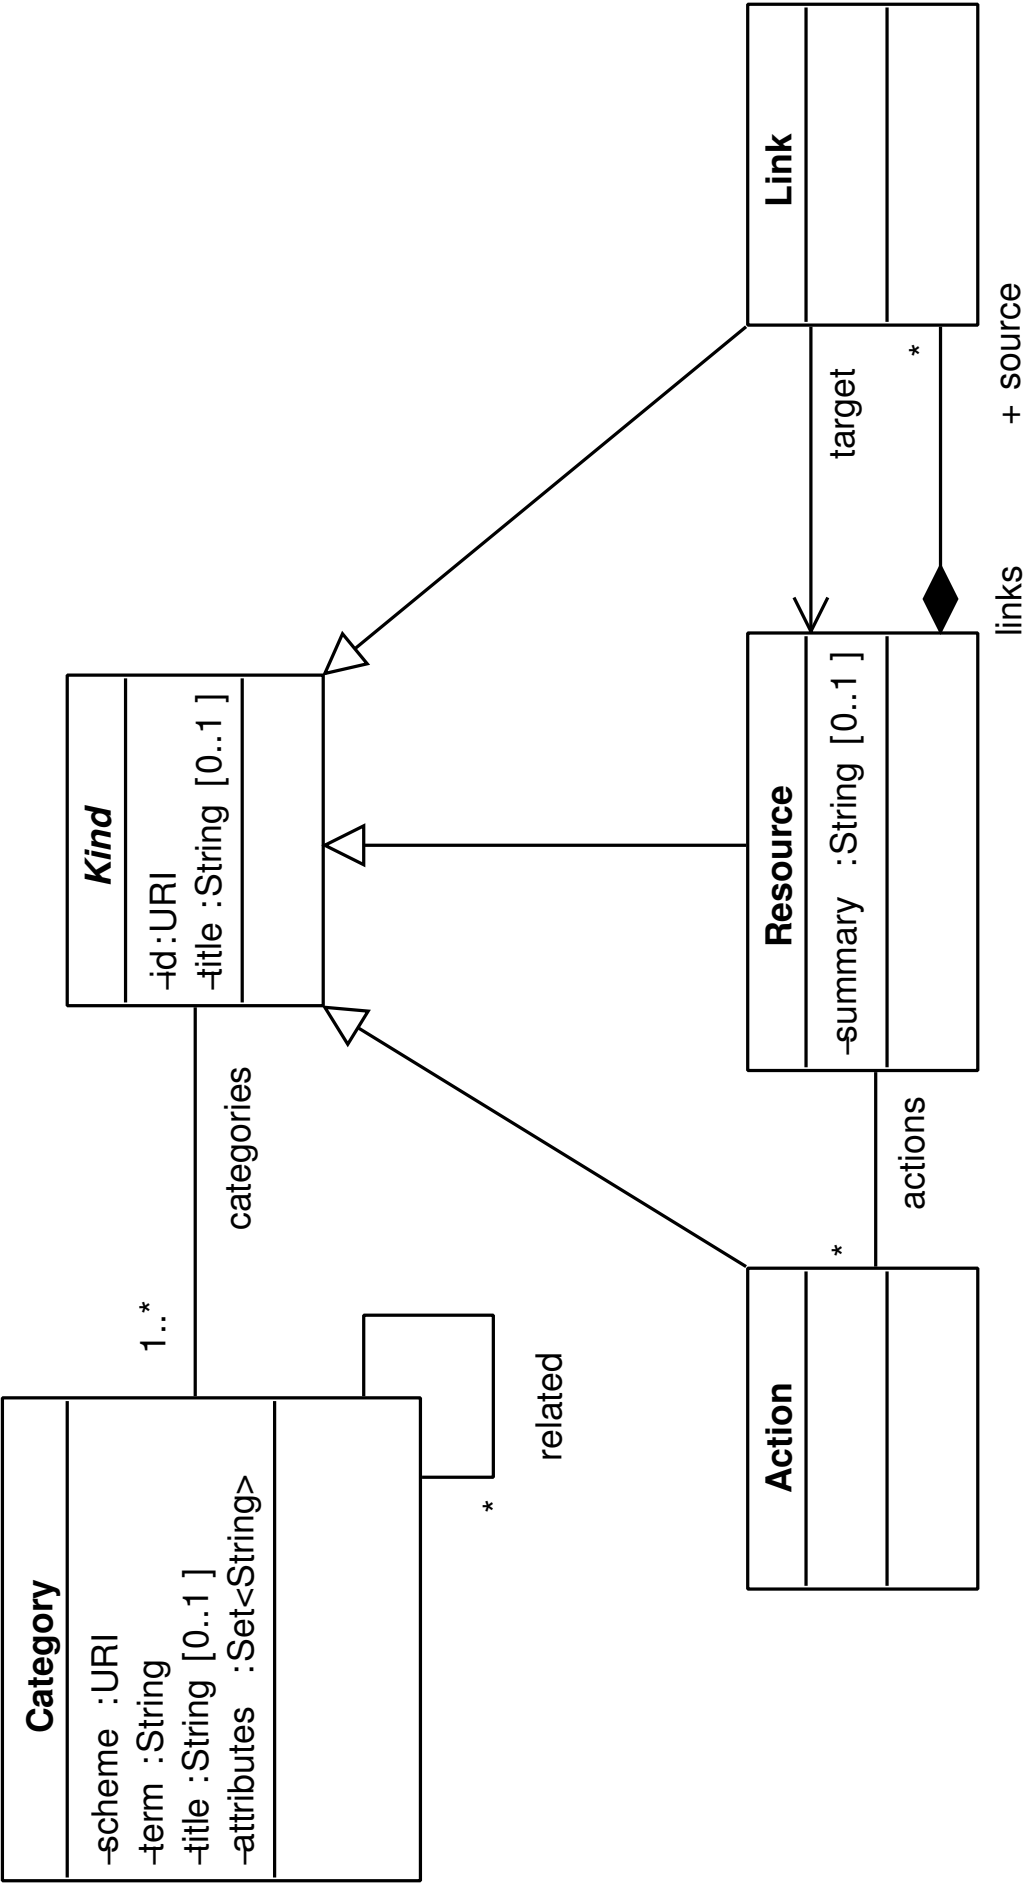 Category
-scheme :URI
-term :String
-title :String [0..1 ]
-attributes :Set<String>
1..*
categories
*
related
Kind
-id:URI
-title :String [0..1 ]
Action
*
actions
Resource
-summary :String [0..1 ]
target
*
links
+ source
Link